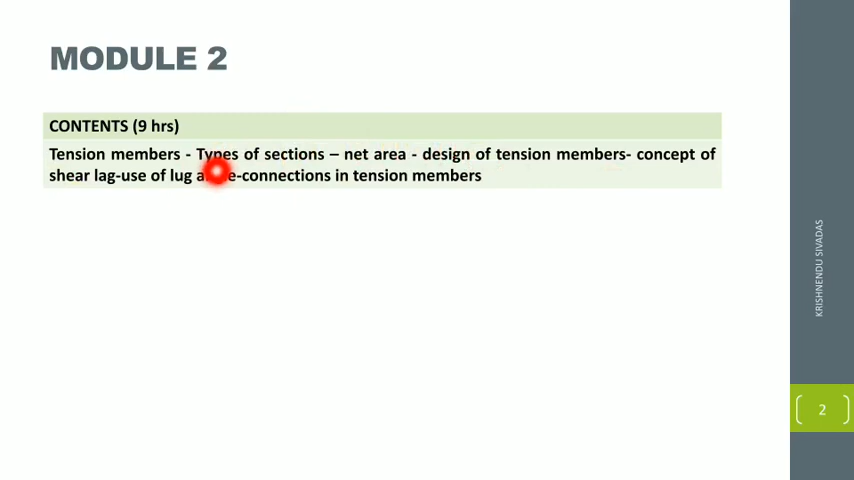 MODULE 2
CONTENTS (9 hrs)
Tension members - Types of sections – net area - design of tension members- concept of
shear lag-use of lug -connections in tension members
KRISHNENDU SIVADAS
2